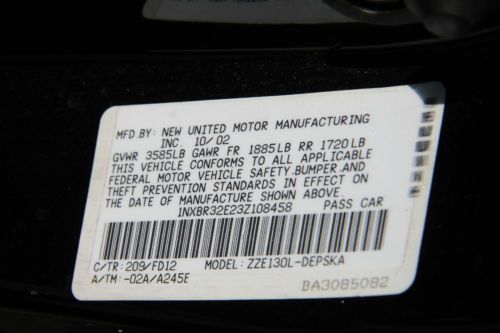 MFD.BY: NEW UNITED MOTOR MANUFACTURING
INC. 10/02
GVWR 3585LB GAWR FR 1885LB RR 1720LB
THIS VEHICLE CONFORMS TO ALL APPLICABLE
FEDERAL MOTOR VEHICLE SAFETY,BUMPER,AND
THEFT PREVENTION STANDARDS IN EFFECT ON
THE DATE OF MANUFACTURE SHOWN ABOVE.
1NXBR32E23Z108458 PASS CAR
C/TR: 209/FD12 MODEL: ZZE130L-DEPSKA
A/TM: -02A/A245E BA3085082